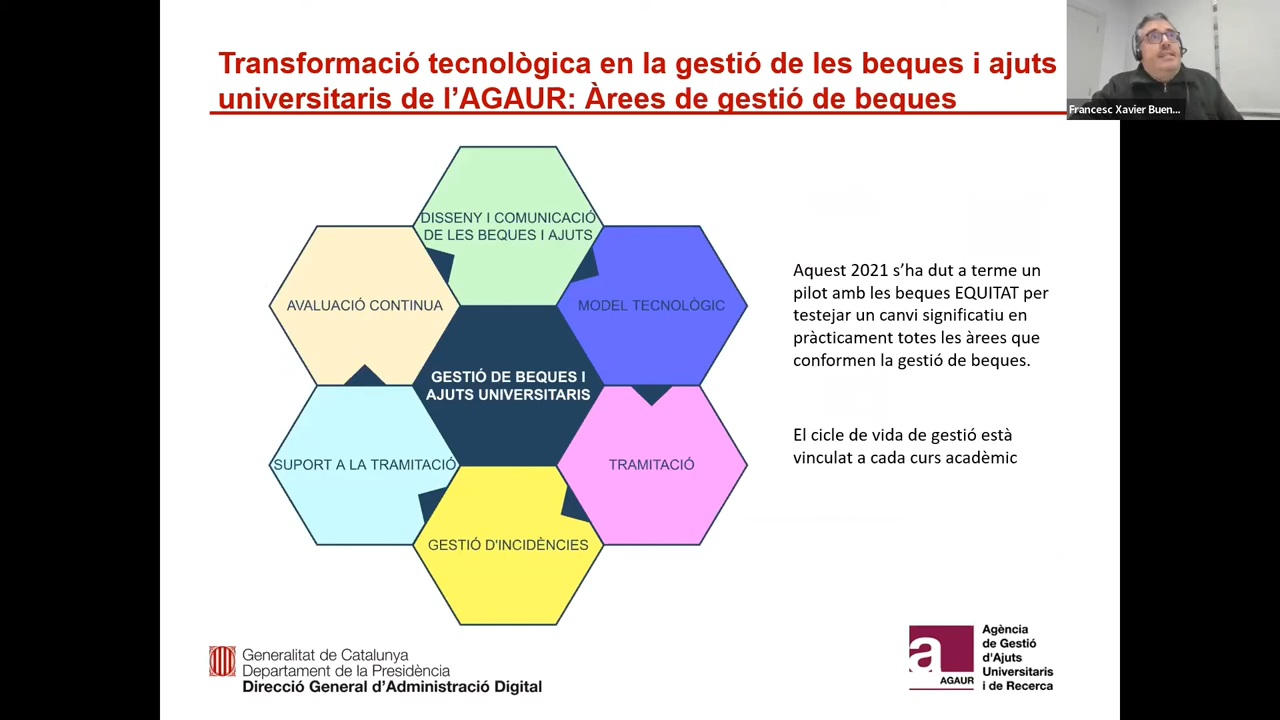 Transformació tecnològica en la gestió de les beques i ajuts
universitaris de l'AGAUR: Àrees de gestió de beques
Francesc Xavier Buen...
DISSENY I COMUNICACIÓ
DE LES BEQUES I AJUTS
AVALUACIÓ CONTINUA
MODEL TECNOLÒGIC
GESTIÓ DE BEQUES I
AJUTS UNIVERSITARIS
SUPORT A LA TRAMITACIÓ
TRAMITACIÓ
GESTIÓ D'INCIDÈNCIES
Aquest 2021 s'ha dut a terme un
pilot amb les beques EQUITAT per
testejar un canvi significatiu en
pràcticament totes les àrees que
conformen la gestió de beques.
El cicle de vida de gestió està
vinculat a cada curs acadèmic
Generalitat de Catalunya
Departament de la Presidència
Direcció General d'Administració Digital
a
AGAUR
Agència
de Gestió
d'Ajuts
Universitaris
i de Recerca